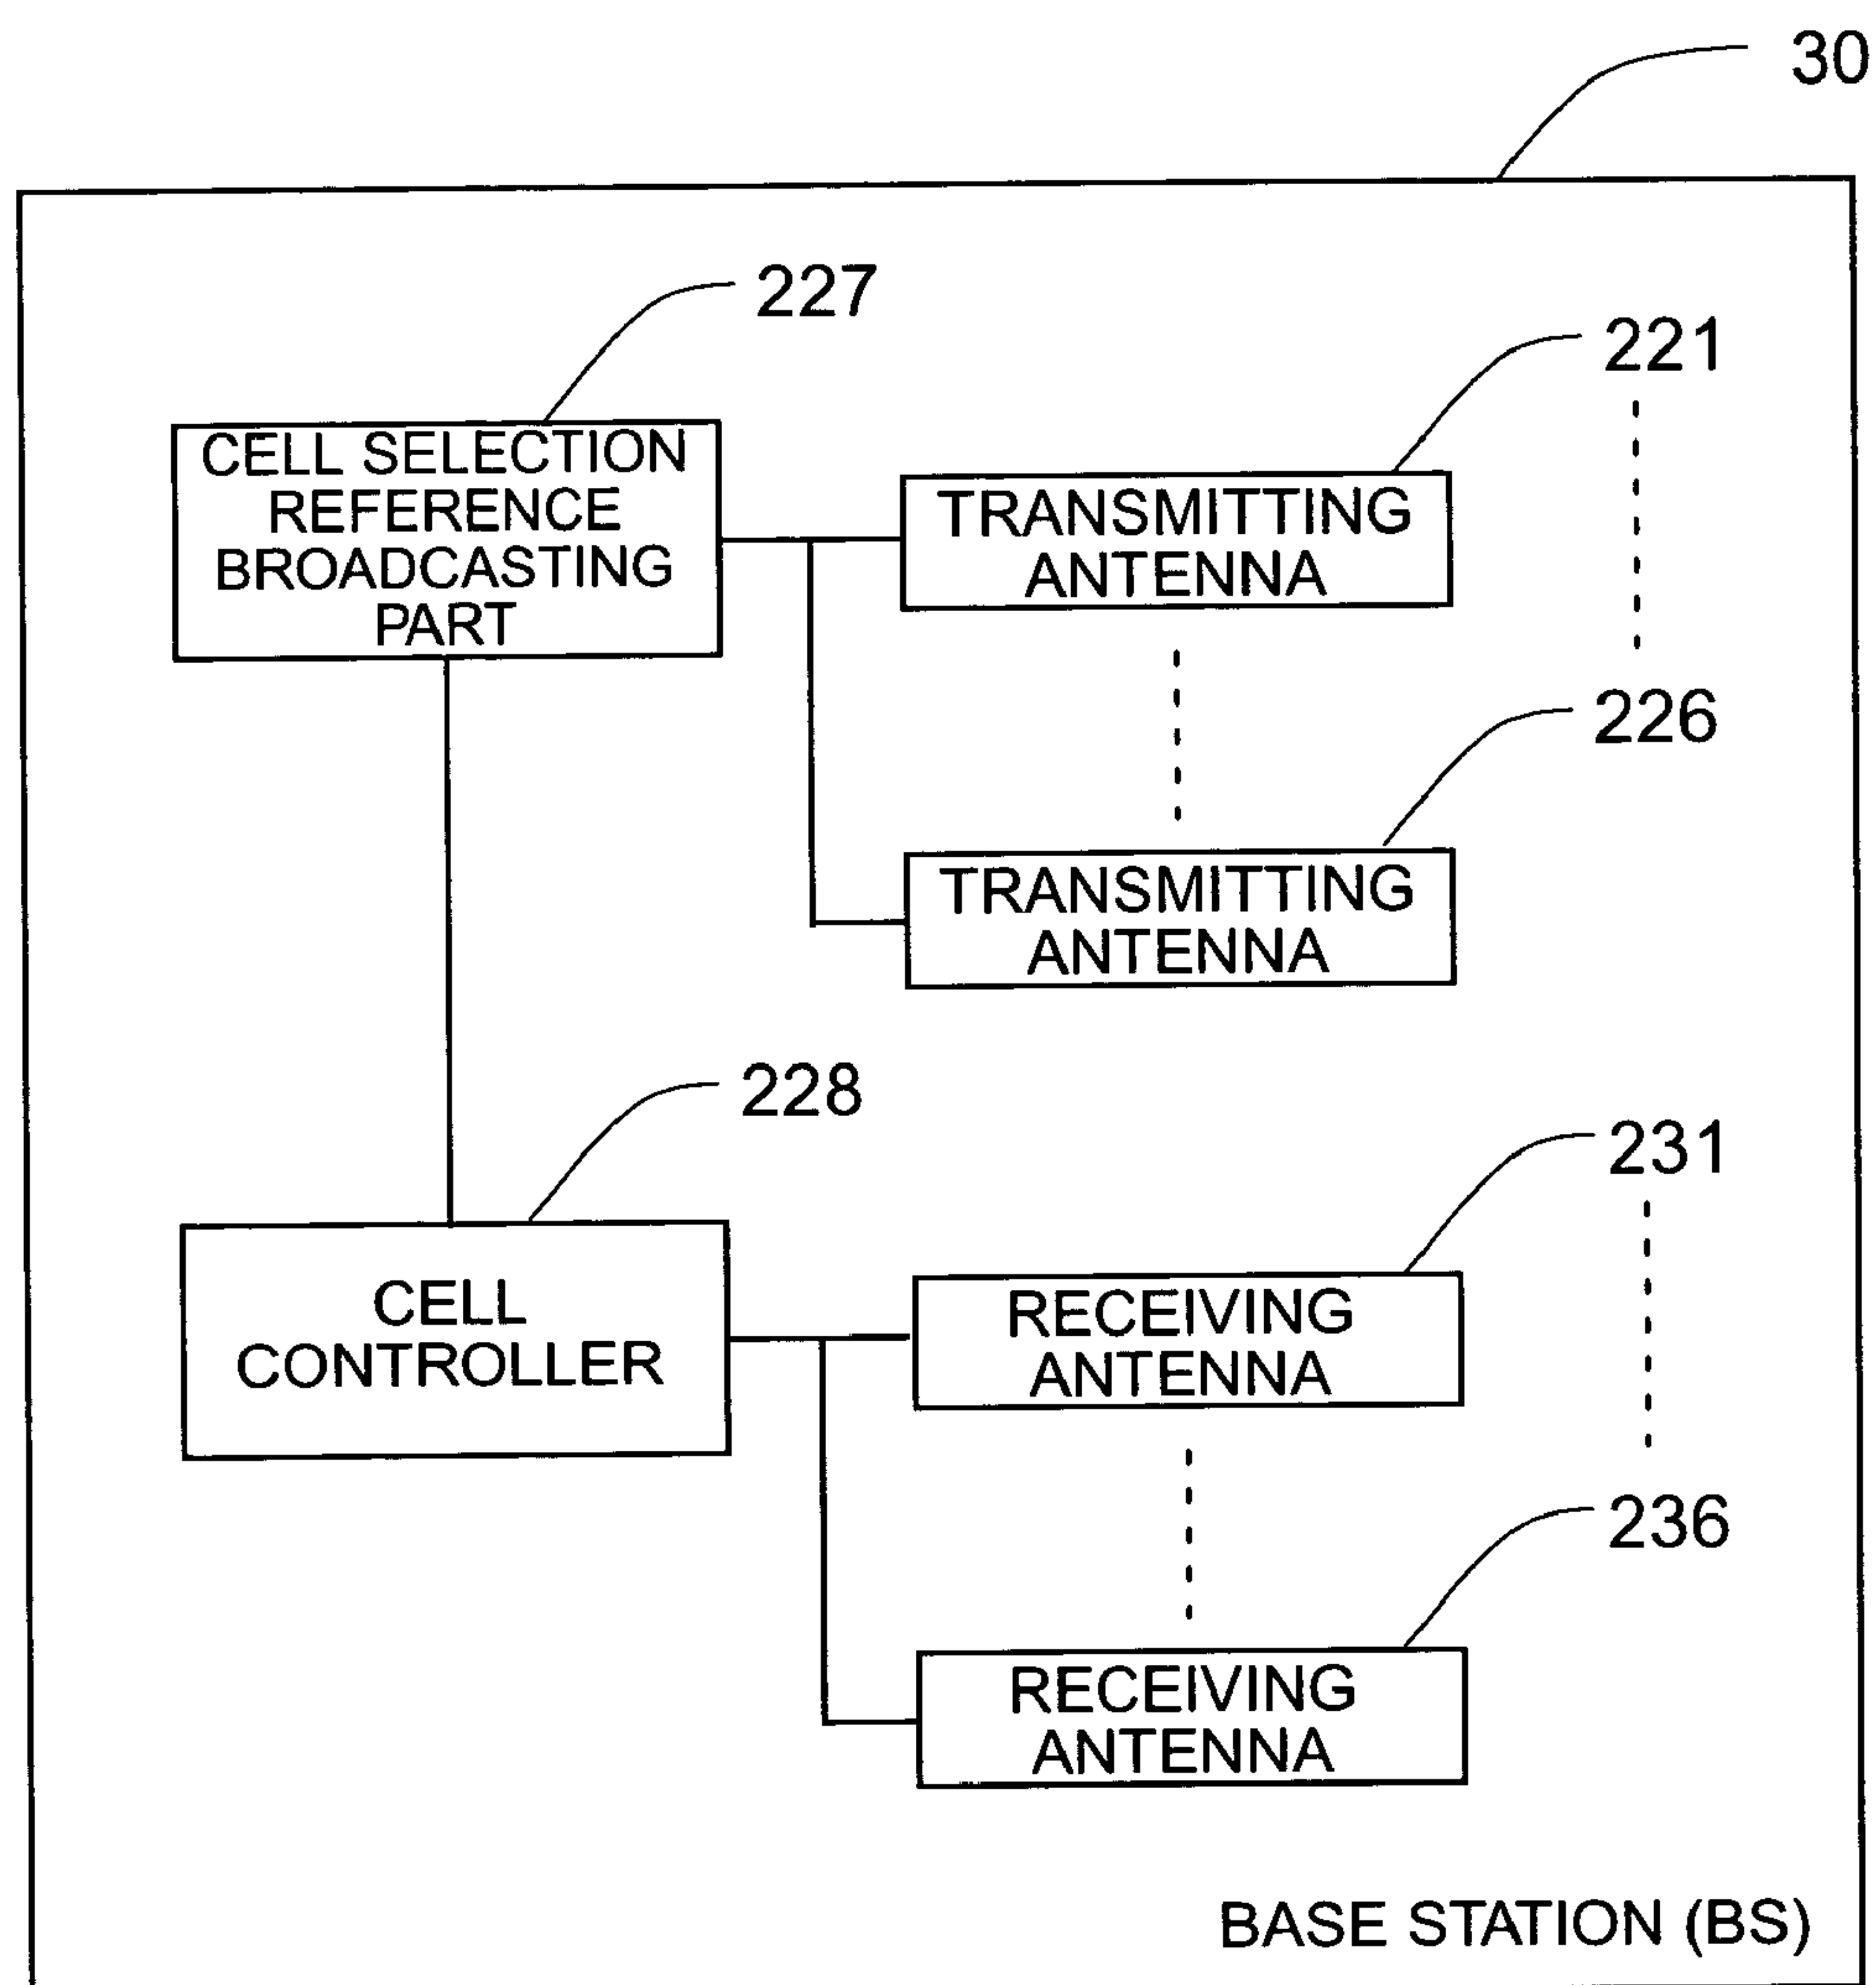 30
227
221
CELL SELECTION
REFERENCE
BROADCASTING
PART
TRANSMITTING
ANTENNA
226
TRANSMITTING
ANTENNA
228
231
CELL
CONTROLLER
RECEIVING
ANTENNA
236
RECEIVING
ANTENNA
BASE STATION (BS)